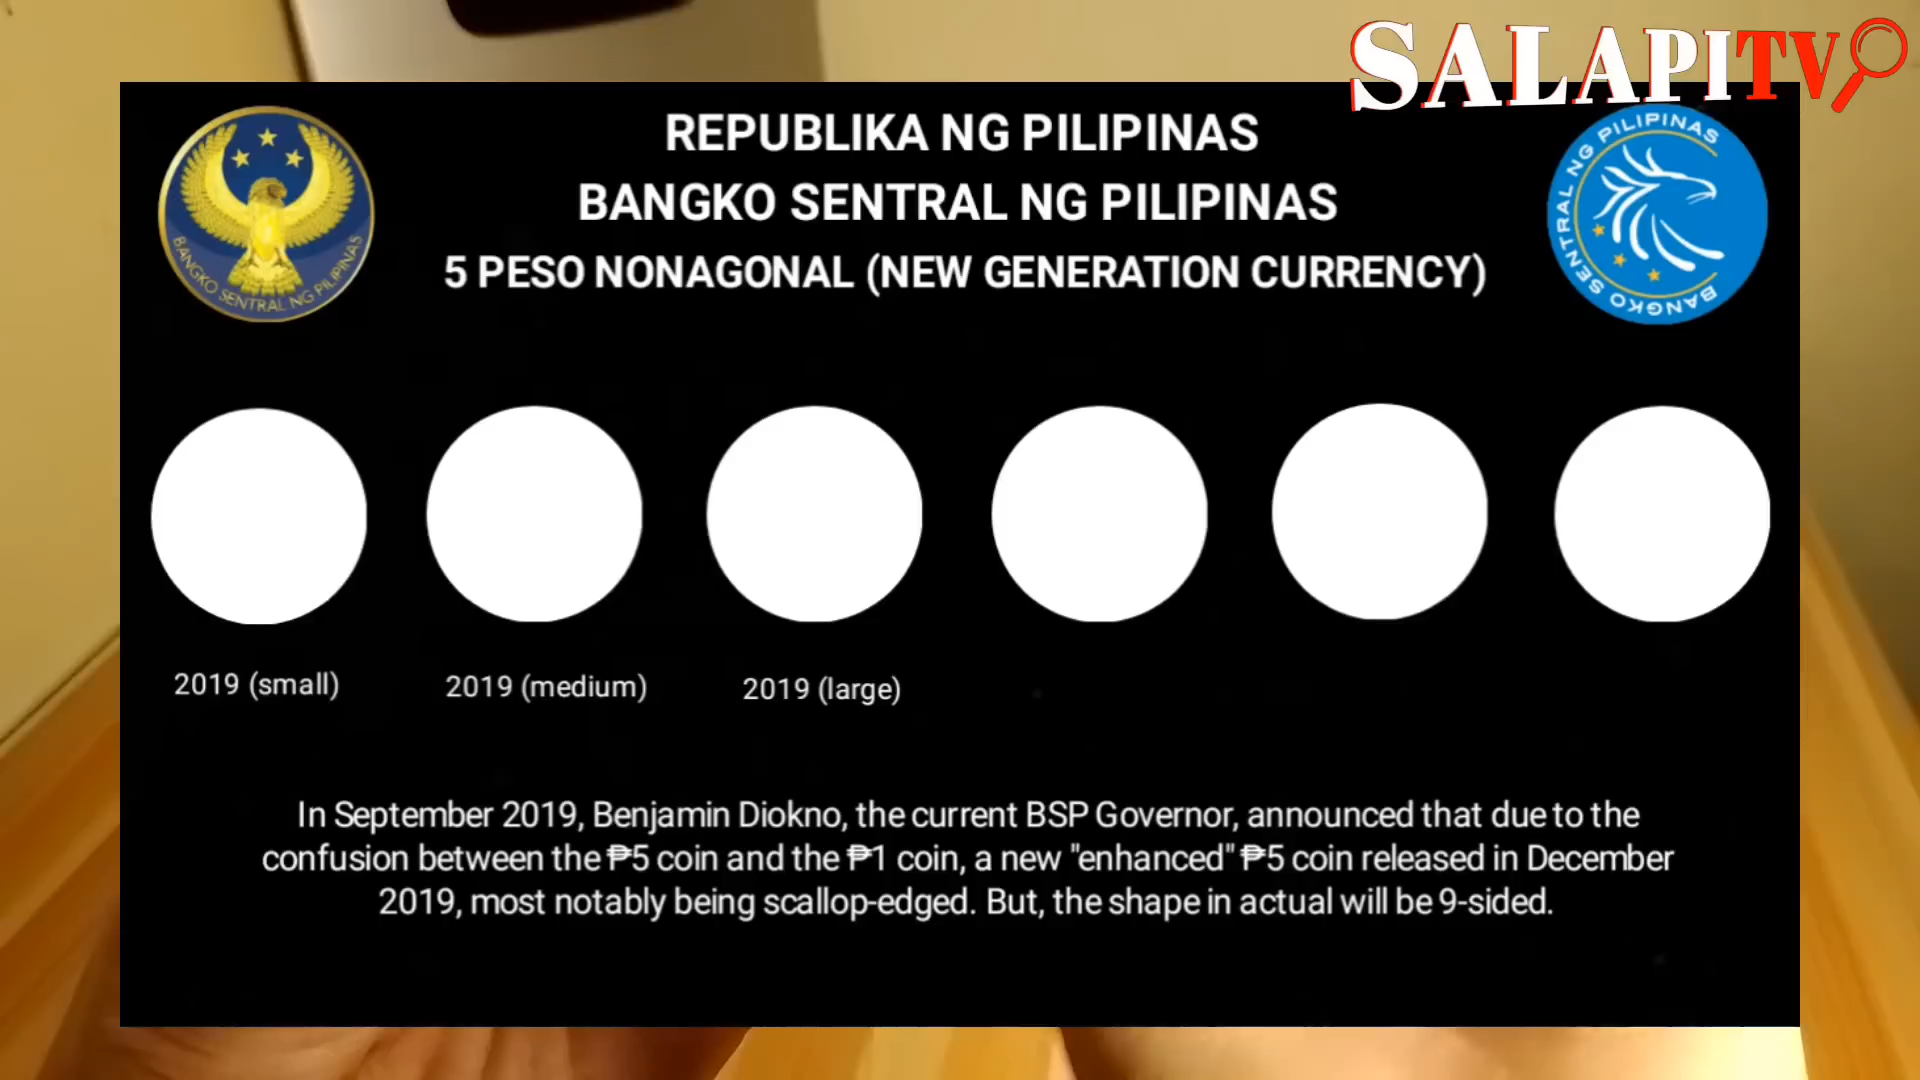 SALAPITV
REPUBLIKA NG PILIPINAS
BANGKO SENTRAL NG PILIPINAS
5 PESO NONAGONAL (NEW GENERATION CURRENCY)
BANGKO SENTRAL NG PILIPINAS
BANGKO SENTRAL NG PILIPINAS
2019 (small)
2019 (medium)
2019 (large)
In September 2019, Benjamin Diokno, the current BSP Governor, announced that due to the
confusion between the ₱5 coin and the ₱1 coin, a new "enhanced" ₱5 coin released in December
2019, most notably being scallop-edged. But, the shape in actual will be 9-sided.